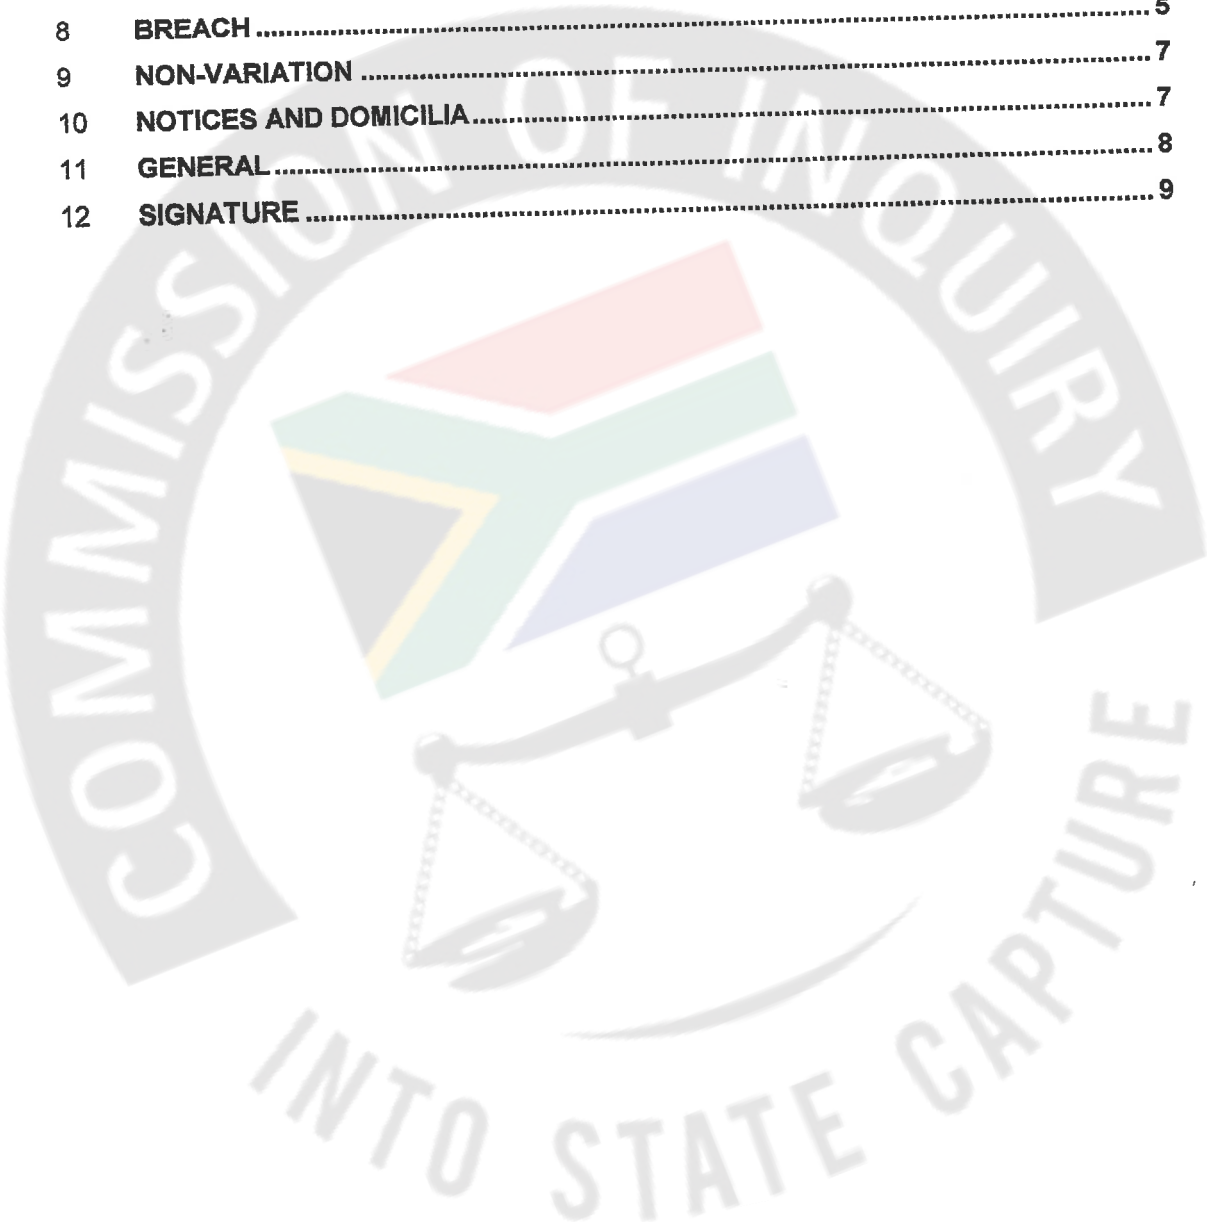 8 BREACH ........ 5
9 NON-VARIATION ........ 7
10 NOTICES AND DOMICILIA ........ 7
11 GENERAL ........ 8
12 SIGNATURE ........ 9
COMMISSION OF INQUIRY
INTO STATE CAPTURE